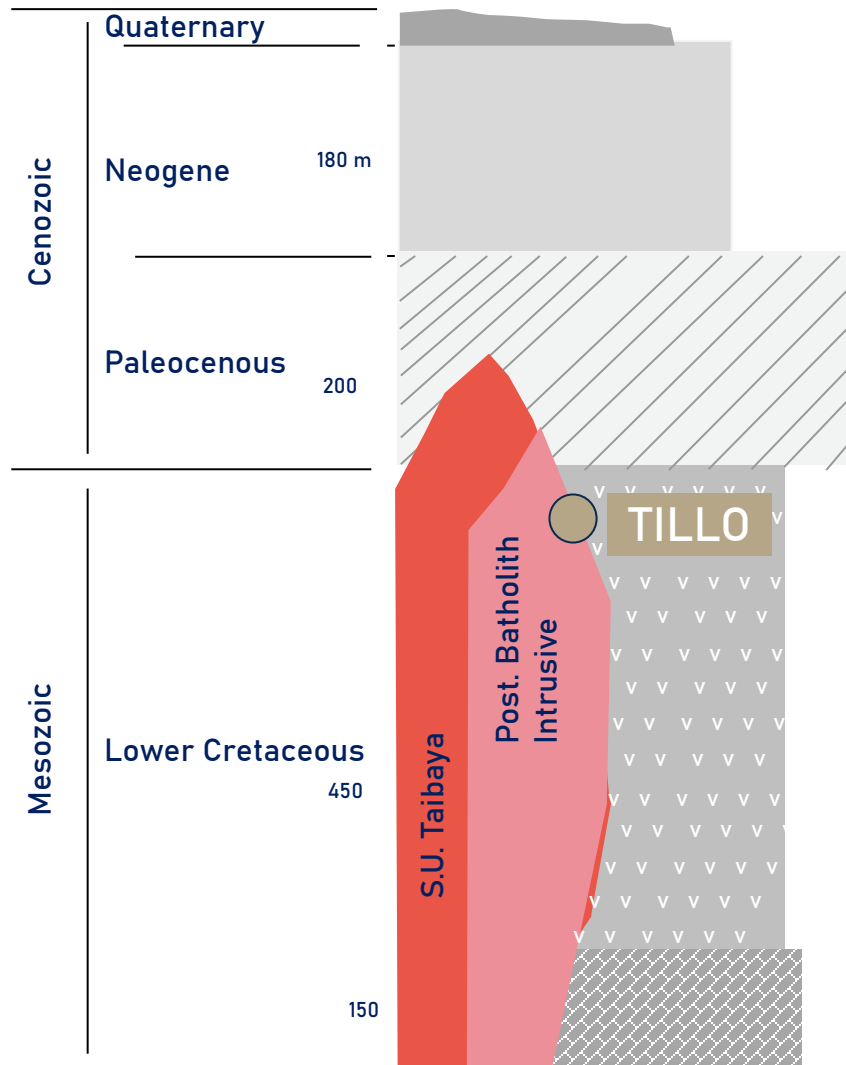 Quaternary
Cenozoic
Neogene
180 m
Paleocenous
200
TILLO
Post. Batholith
Intrusive
Mesozoic
Lower Cretaceous
450
S.U. Taibaya
150